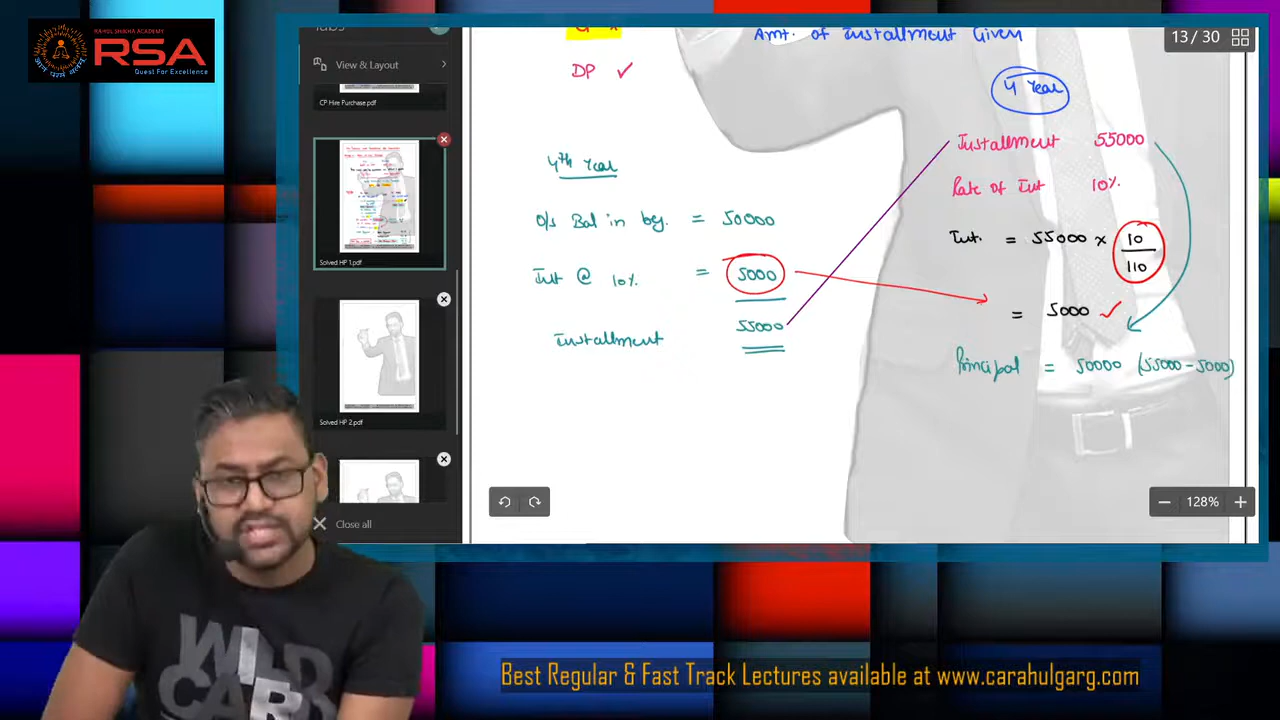 RAHUL SHIKSHA ACADEMY
RSA
Quest For Excellence
View & Layout
CP Hire Purchase.pdf
Solved HP 1.pdf
Solved HP 2.pdf
Close all
DP ✓
Amt. of Installment Given
13 / 30
4 Year
4th Year
O/s Bal in beg. = 50000
Int @ 10% = 5000
Installment 55000
Installment 55000
Rate of Int 10%
Int. = 55000 × 10/110
= 5000 ✓
Principal = 50000 (55000 - 5000)
128%
WILD
CARD
Best Regular & Fast Track Lectures available at www.carahulgarg.com